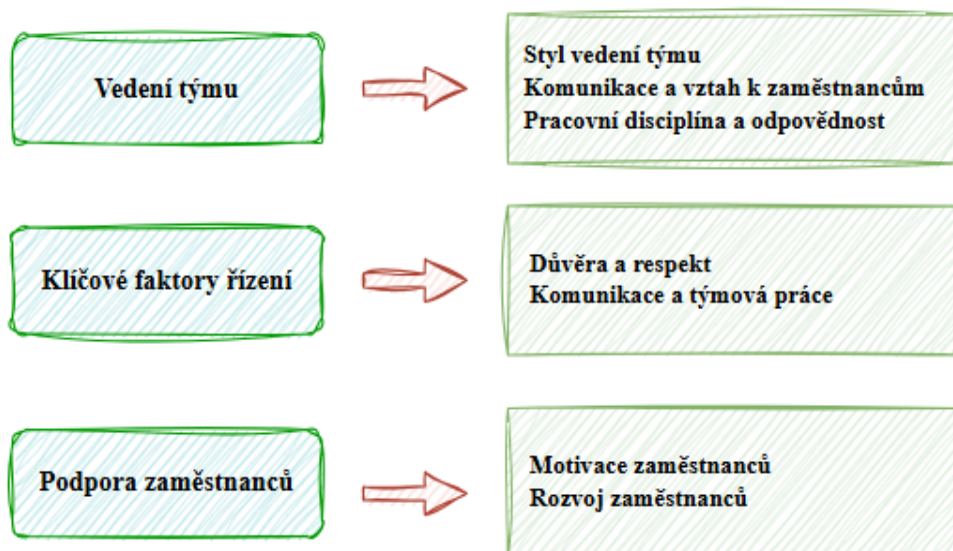 Vedení týmu
Styl vedení týmu
Komunikace a vztah k zaměstnancům
Pracovní disciplína a odpovědnost
Klíčové faktory řízení
Důvěra a respekt
Komunikace a týmová práce
Podpora zaměstnanců
Motivace zaměstnanců
Rozvoj zaměstnanců